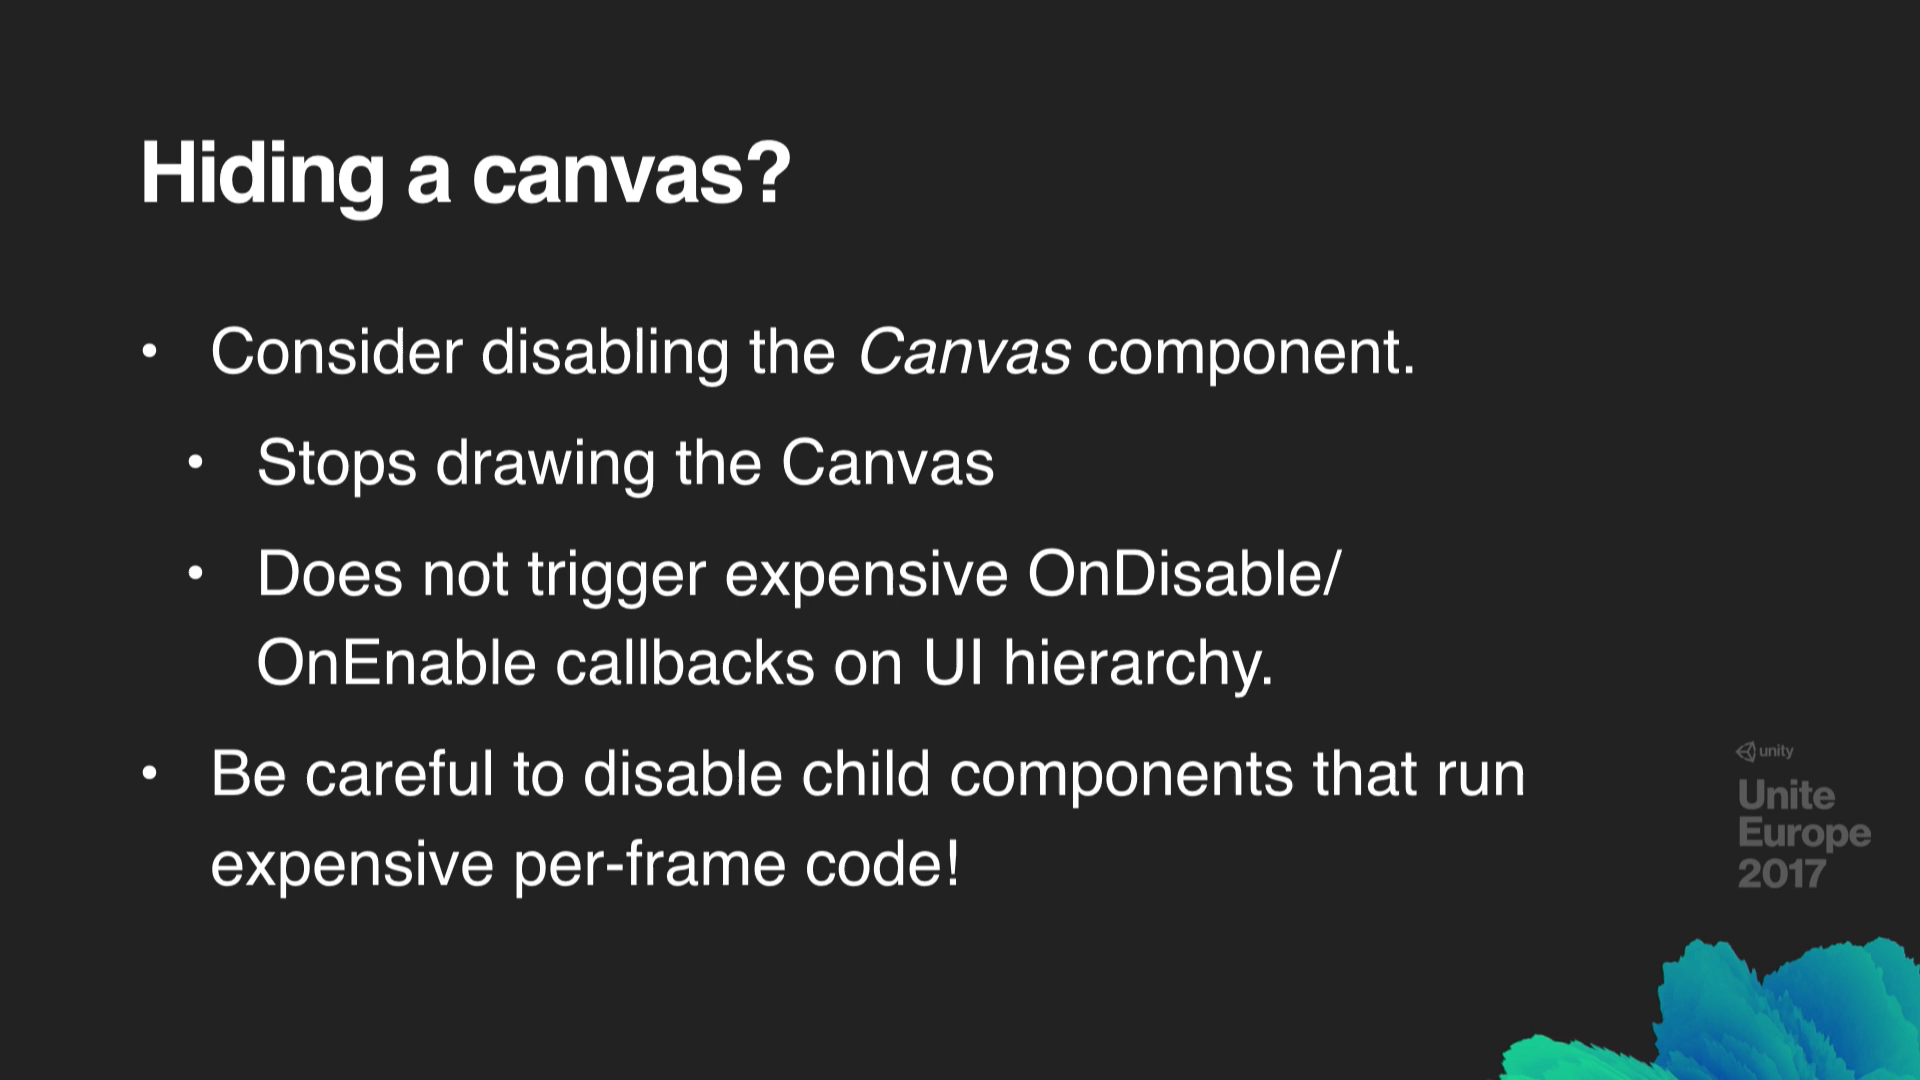 Hiding a canvas?
• Consider disabling the Canvas component.
• Stops drawing the Canvas
• Does not trigger expensive OnDisable/
OnEnable callbacks on UI hierarchy.
• Be careful to disable child components that run
expensive per-frame code!
unity
Unite
Europe
2017